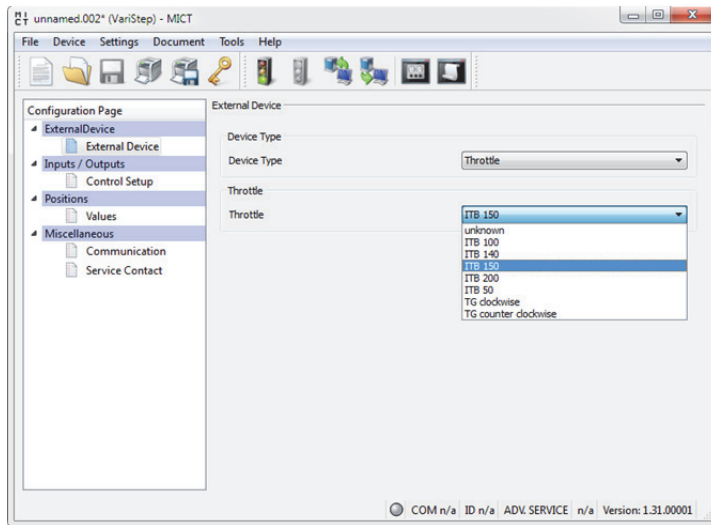 MICT unnamed.002* (VariStep) - MICT
File Device Settings Document Tools Help
Configuration Page
ExternalDevice
External Device
Inputs / Outputs
Control Setup
Positions
Values
Miscellaneous
Communication
Service Contact
External Device
Device Type
Device Type Throttle
Throttle
Throttle ITB 150
unknown
ITB 100
ITB 140
ITB 150
ITB 200
ITB 50
TG clockwise
TG counter clockwise
COM n/a ID n/a ADV. SERVICE n/a Version: 1.31.00001